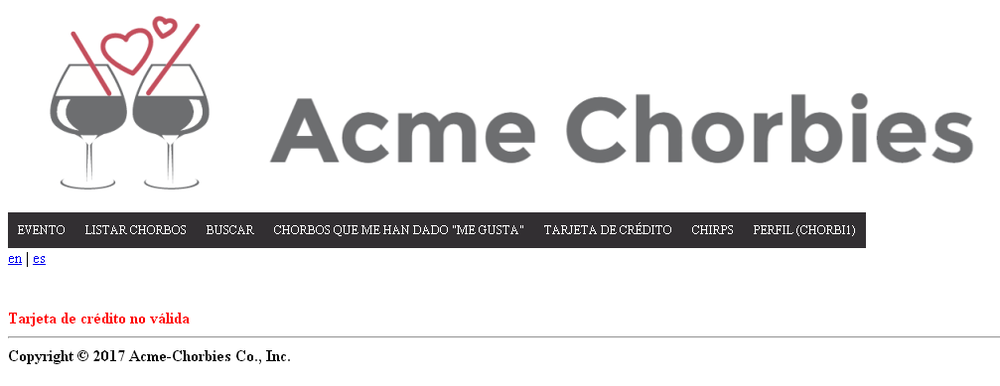 Acme Chorbies
EVENTO LISTAR CHORBOS BUSCAR CHORBOS QUE ME HAN DADO "ME GUSTA" TARJETA DE CRÉDITO CHIRPS PERFIL (CHORBI1)
en | es
Tarjeta de crédito no válida
Copyright © 2017 Acme-Chorbies Co., Inc.